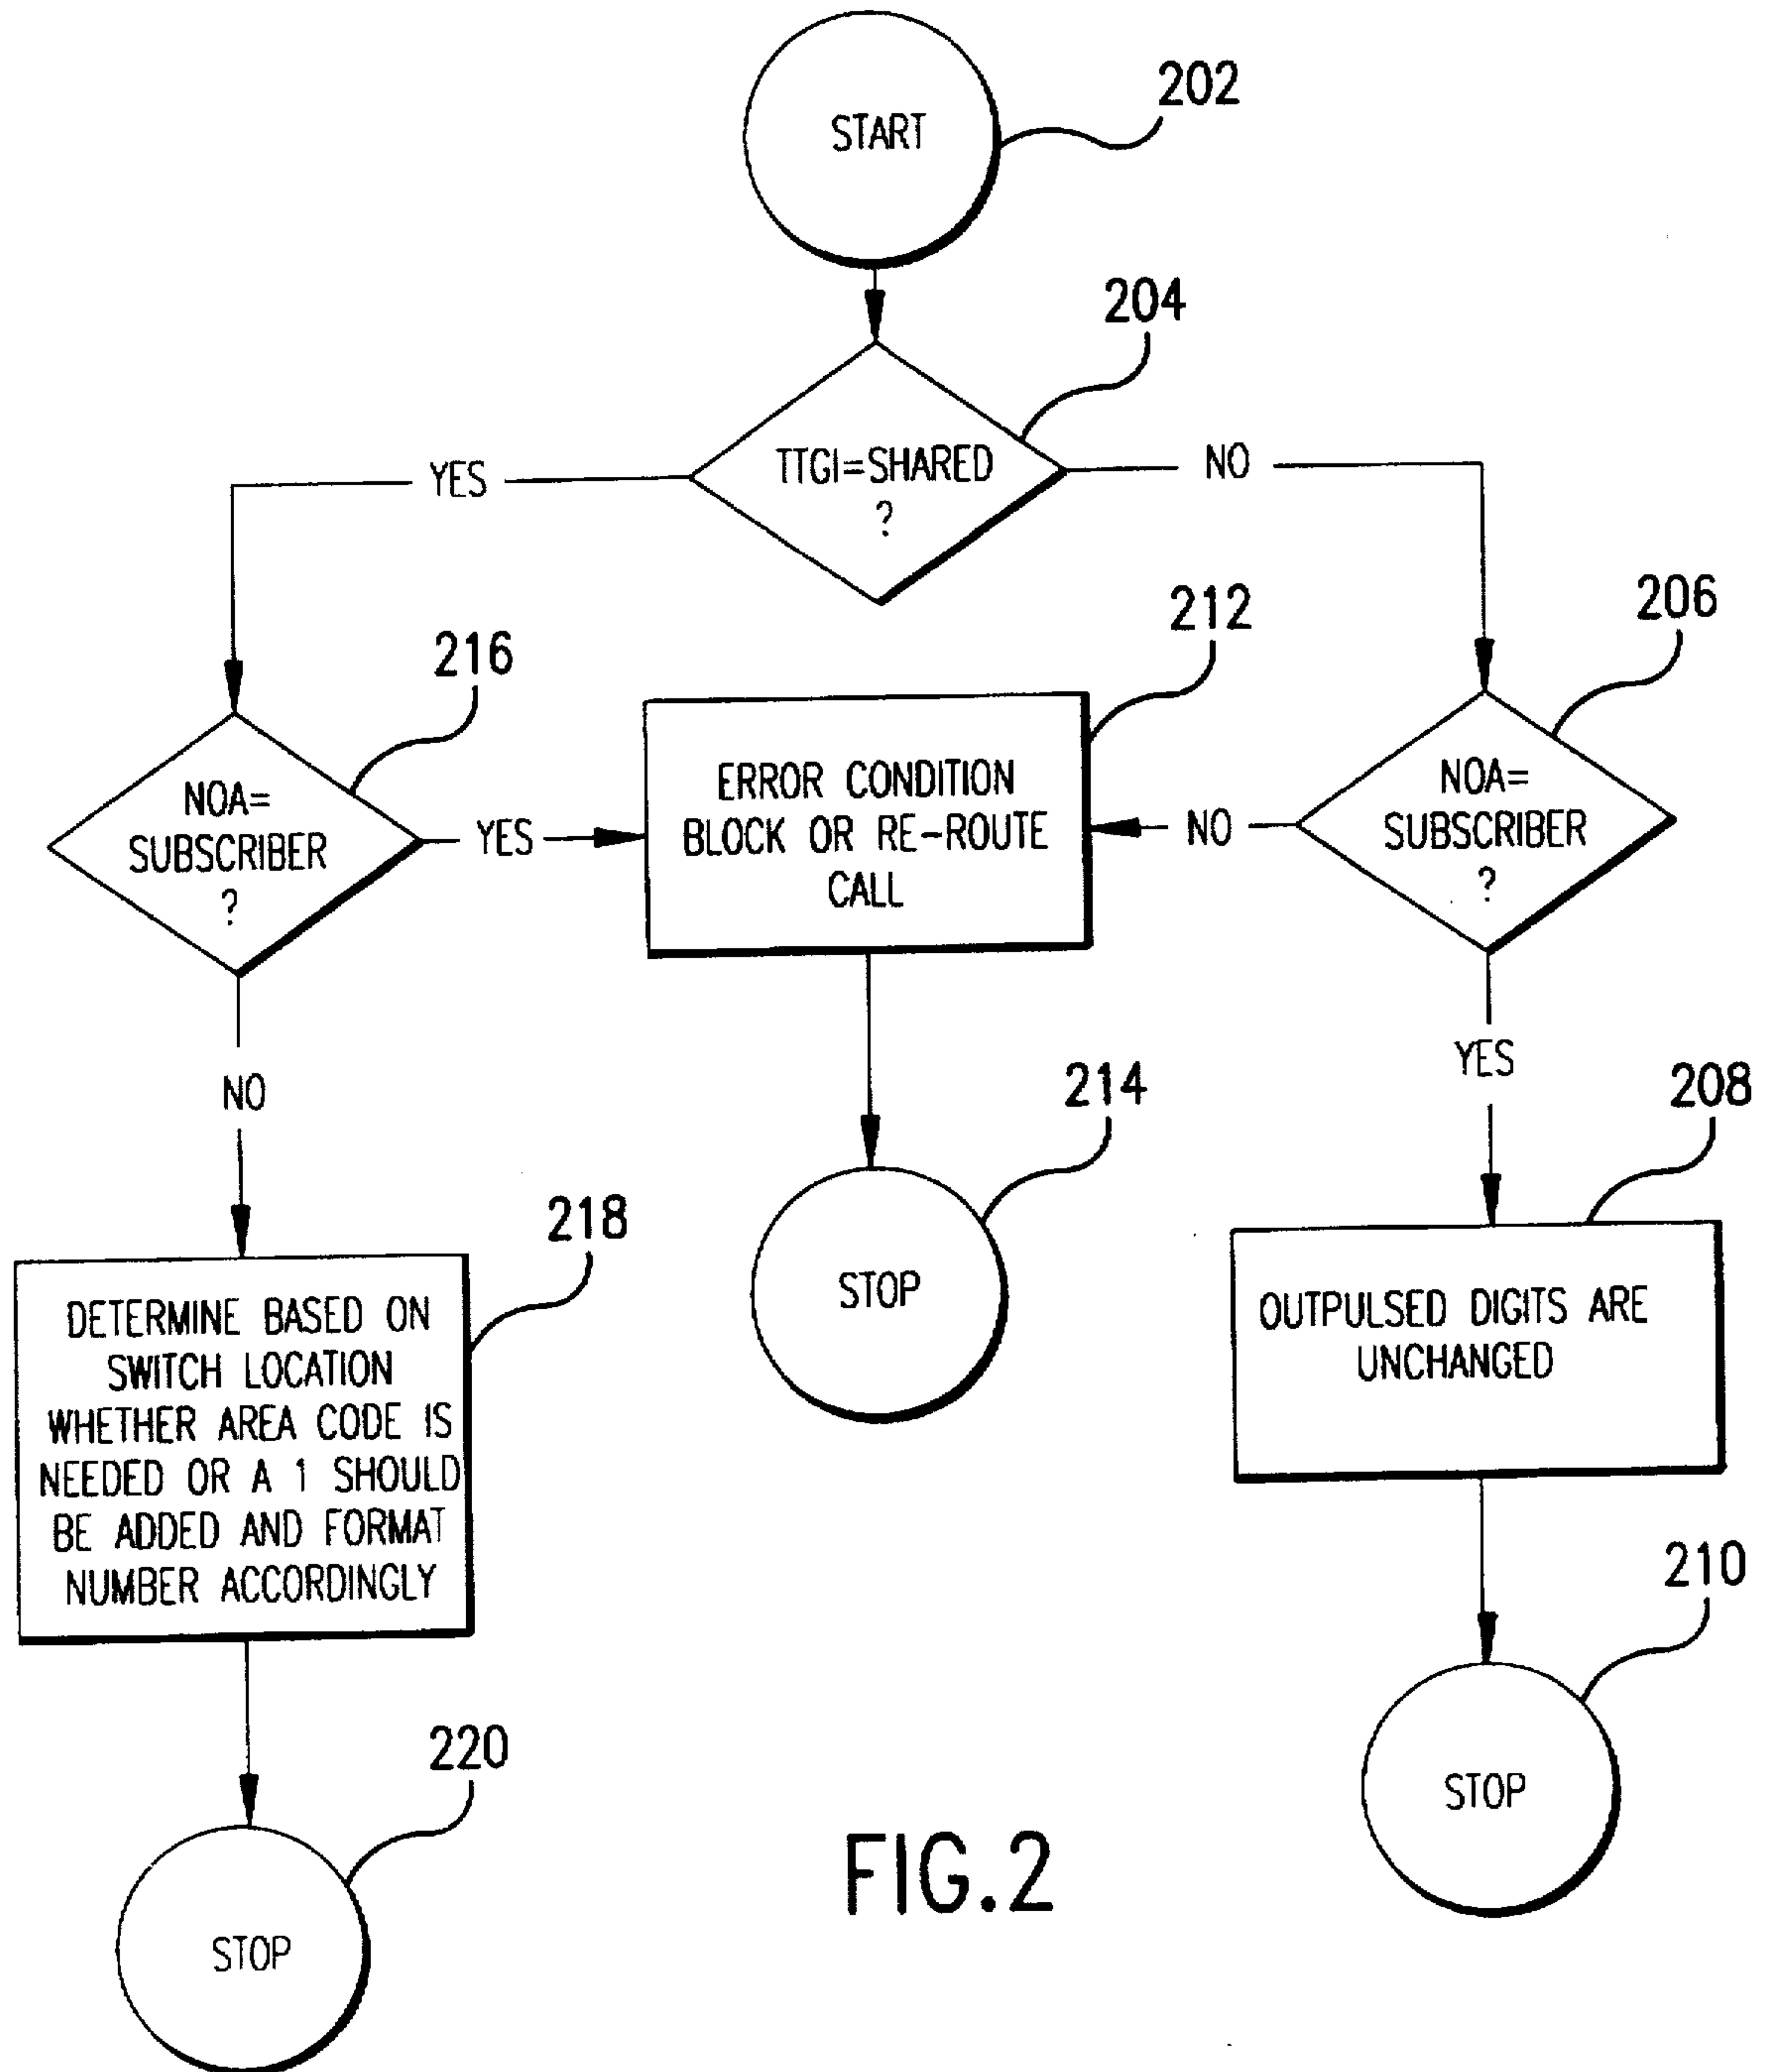 START
202
TTGI=SHARED
?
204
YES
NO
NOA=
SUBSCRIBER
?
216
YES
ERROR CONDITION
BLOCK OR RE-ROUTE
CALL
212
NO
NOA=
SUBSCRIBER
?
206
NO
YES
DETERMINE BASED ON
SWITCH LOCATION
WHETHER AREA CODE IS
NEEDED OR A 1 SHOULD
BE ADDED AND FORMAT
NUMBER ACCORDINGLY
218
STOP
214
OUTPULSED DIGITS ARE
UNCHANGED
208
STOP
220
STOP
210
FIG.2